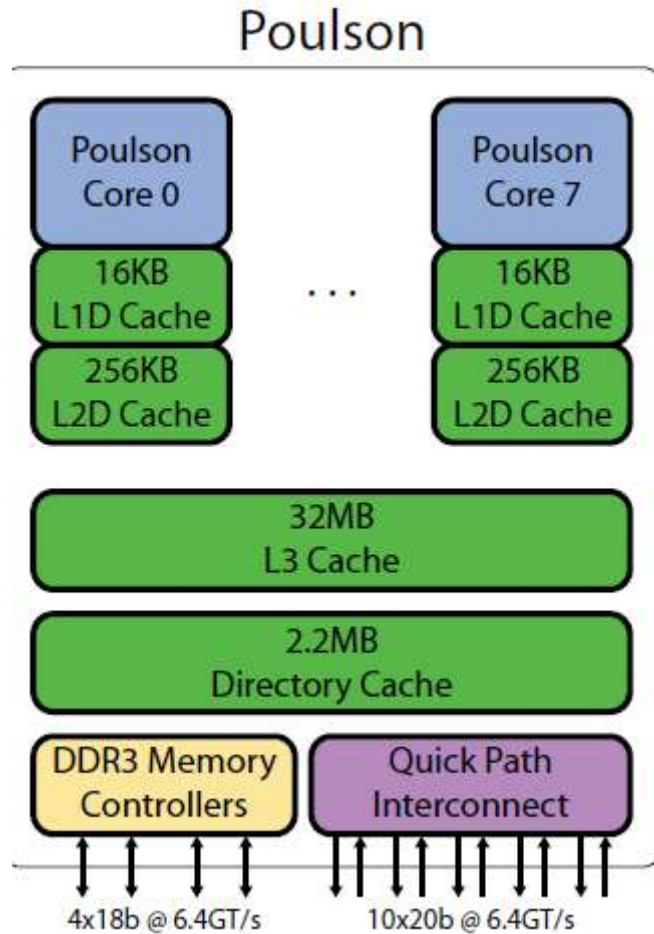 Poulson
Poulson
Core 0
16KB
L1D Cache
256KB
L2D Cache
...
Poulson
Core 7
16KB
L1D Cache
256KB
L2D Cache
32MB
L3 Cache
2.2MB
Directory Cache
DDR3 Memory
Controllers
Quick Path
Interconnect
4x18b @ 6.4GT/s
10x20b @ 6.4GT/s